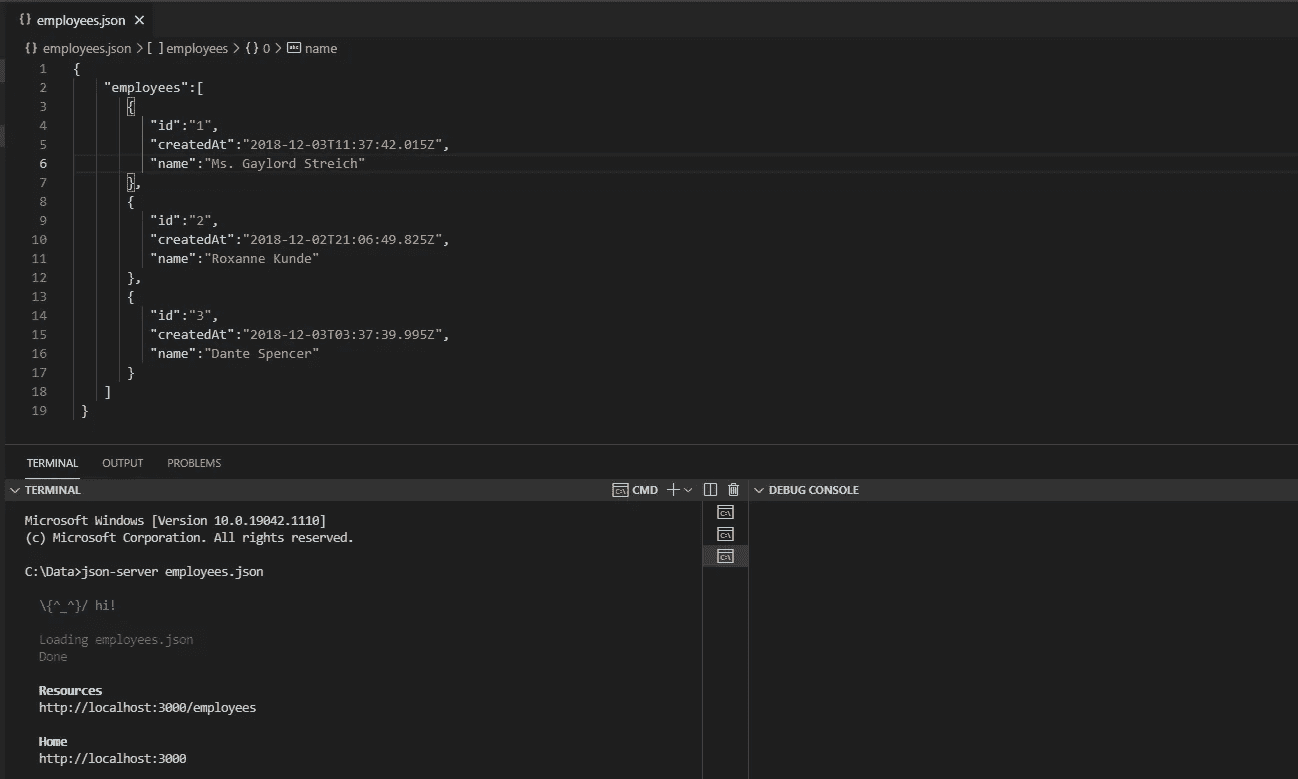 {} employees.json ×
{} employees.json > [ ] employees > {} 0 > abc name
1 {
2 "employees":[
3 {
4 "id":"1",
5 "createdAt":"2018-12-03T11:37:42.015Z",
6 "name":"Ms. Gaylord Streich"
7 },
8 {
9 "id":"2",
10 "createdAt":"2018-12-02T21:06:49.825Z",
11 "name":"Roxanne Kunde"
12 },
13 {
14 "id":"3",
15 "createdAt":"2018-12-03T03:37:39.995Z",
16 "name":"Dante Spencer"
17 }
18 ]
19 }
TERMINAL OUTPUT PROBLEMS
TERMINAL CMD DEBUG CONSOLE
Microsoft Windows [Version 10.0.19042.1110]
(c) Microsoft Corporation. All rights reserved.
C:\Data>json-server employees.json
\{^_^}/ hi!
Loading employees.json
Done
Resources
http://localhost:3000/employees
Home
http://localhost:3000